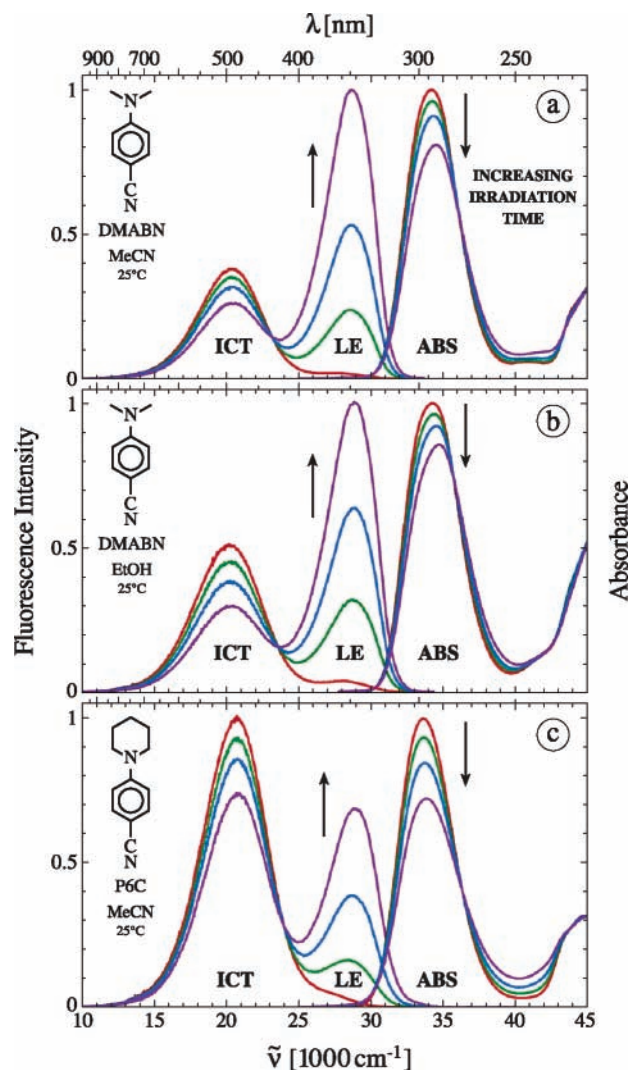 λ [nm]
900 700 600 500 400 300 250
1
0.5
0
a
N
C
N
DMABN
MeCN
25°C
INCREASING
IRRADIATION
TIME
ICT LE ABS
1
0.5
0
b
N
C
N
DMABN
EtOH
25°C
ICT LE ABS
Fluorescence Intensity
Absorbance
1
0.5
0
c
N
C
N
P6C
MeCN
25°C
ICT LE ABS
10 15 20 25 30 35 40 45
ν̃ [1000 cm⁻¹]